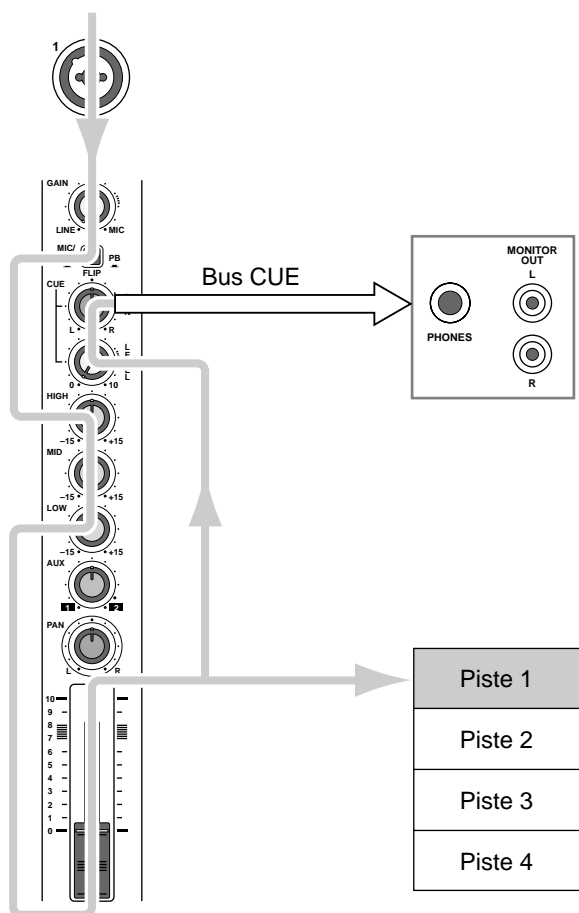 1
GAIN
LINE MIC
MIC/ PB
FLIP
CUE
L R
Bus CUE
MONITOR
OUT
L
PHONES
R
LEVEL
0 10
HIGH
–15 +15
MID
–15 +15
LOW
–15 +15
AUX
1 2
PAN
L R
10
9
8
7
6
5
4
3
2
1
0
Piste 1
Piste 2
Piste 3
Piste 4